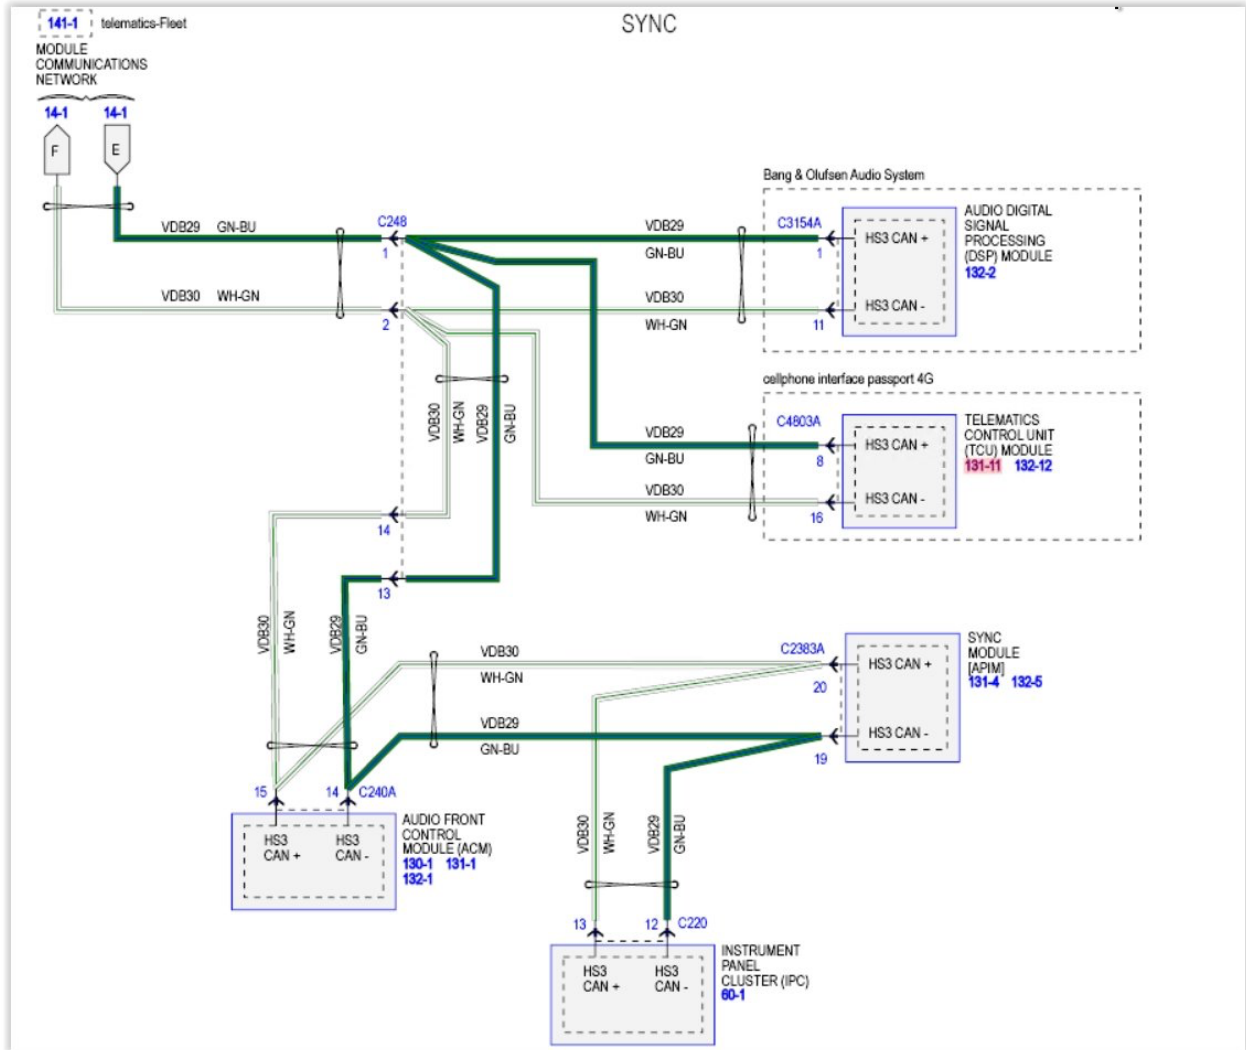 141-1 telematics-Fleet
SYNC
MODULE
COMMUNICATIONS
NETWORK
14-1 14-1
F E
Bang & Olufsen Audio System
VDB29 GN-BU
C248
1
VDB29
GN-BU
C3154A
1
HS3 CAN +
AUDIO DIGITAL
SIGNAL
PROCESSING
(DSP) MODULE
132-2
VDB30 WH-GN
2
VDB30
WH-GN
11
HS3 CAN -
cellphone interface passport 4G
VDB30
WH-GN
VDB29
GN-BU
VDB29
GN-BU
C4803A
8
HS3 CAN +
TELEMATICS
CONTROL UNIT
(TCU) MODULE
131-11 132-12
VDB30
WH-GN
16
HS3 CAN -
14
13
VDB30
WH-GN
VDB29
GN-BU
VDB30
WH-GN
C2383A
20
HS3 CAN +
SYNC
MODULE
[APIM]
131-4 132-5
VDB29
GN-BU
19
HS3 CAN -
15 14 C240A
HS3
CAN +
HS3
CAN -
AUDIO FRONT
CONTROL
MODULE (ACM)
130-1 131-1
132-1
VDB30
WH-GN
VDB29
GN-BU
13 12 C220
HS3
CAN +
HS3
CAN -
INSTRUMENT
PANEL
CLUSTER (IPC)
60-1